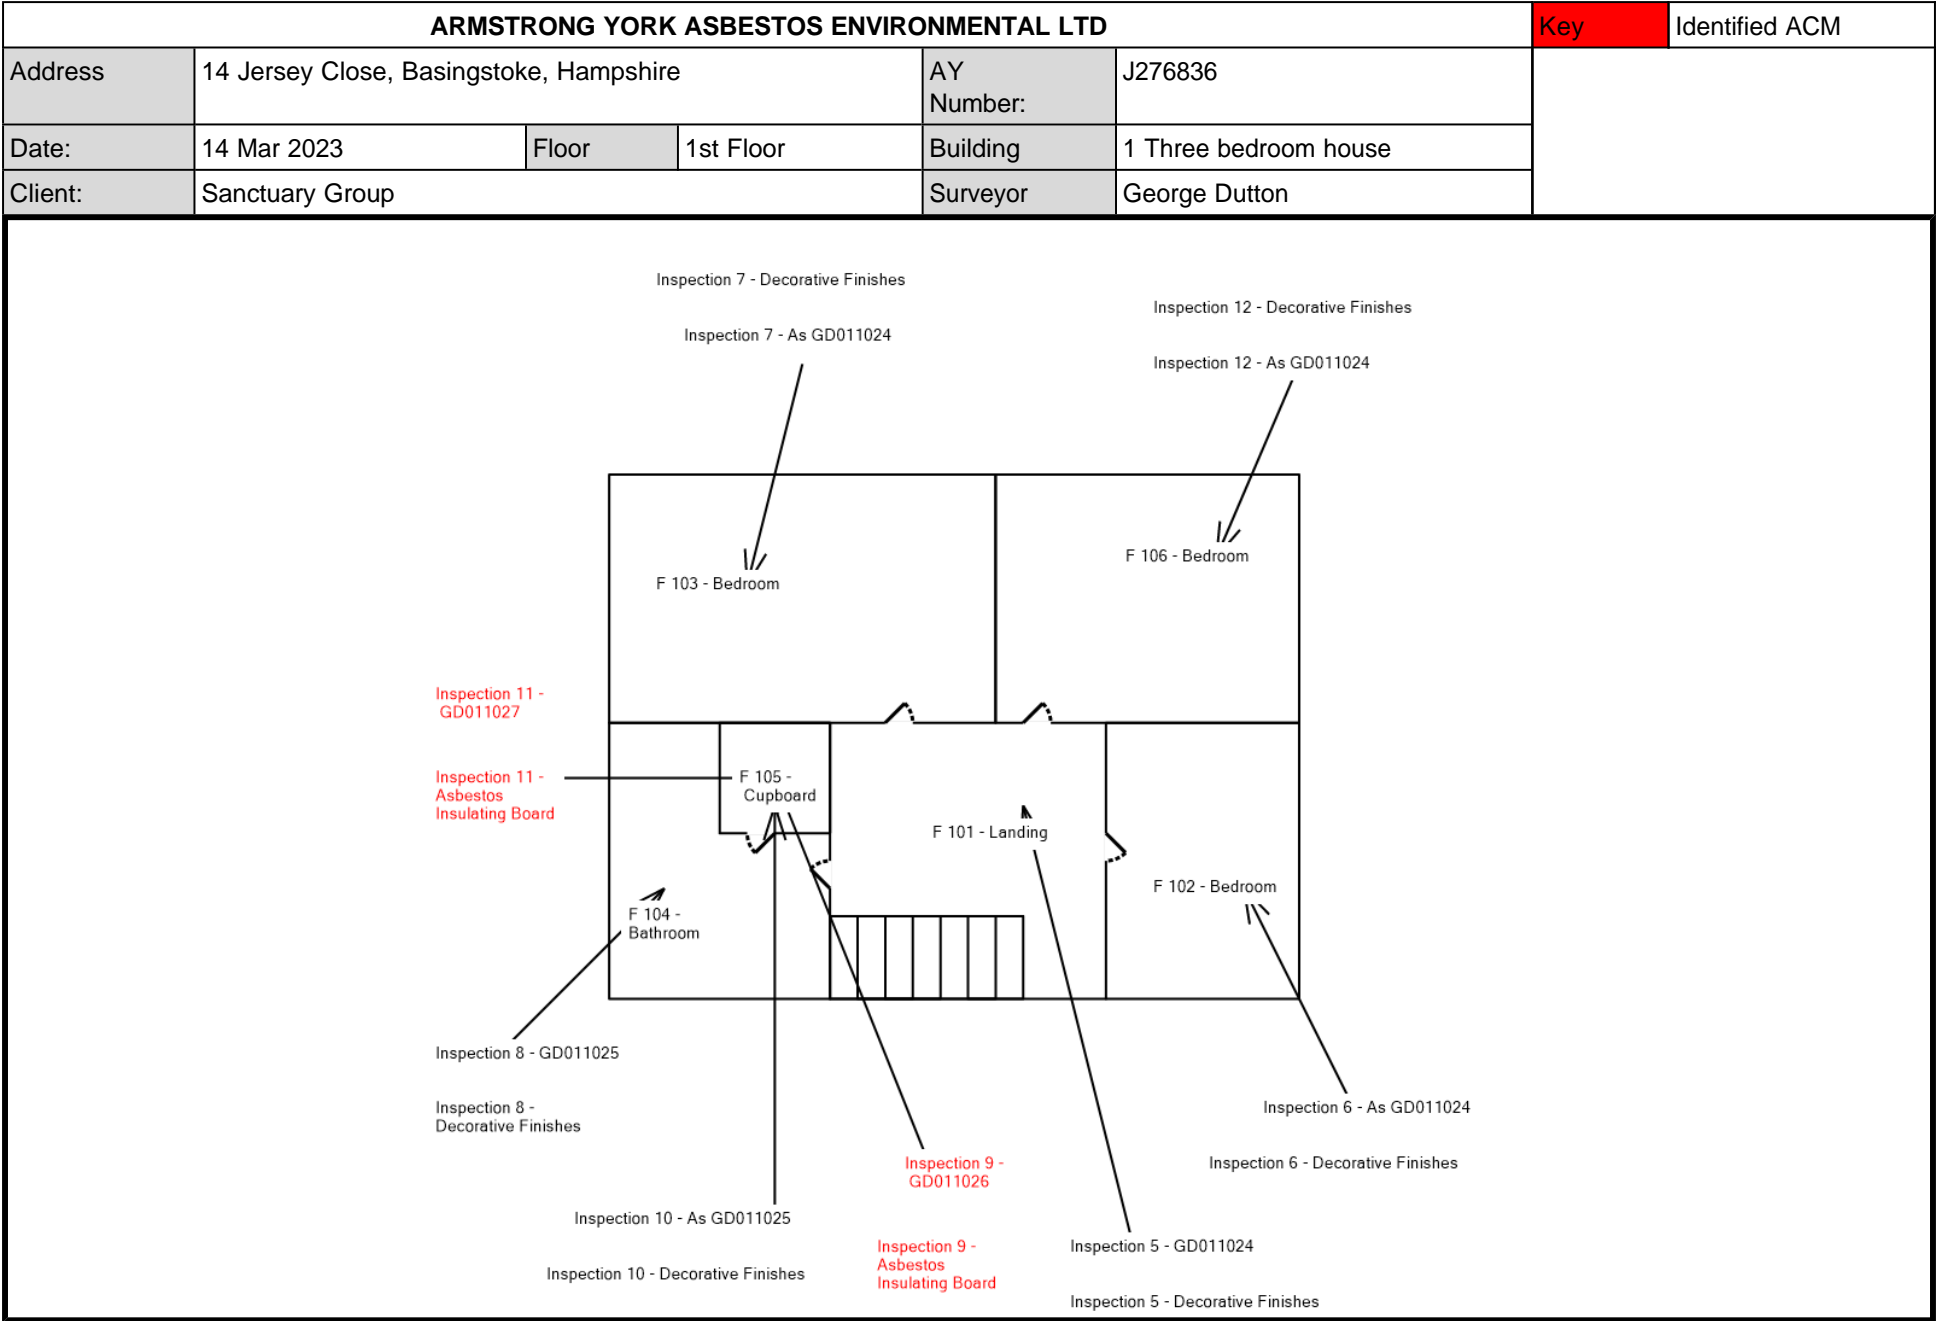 ARMSTRONG YORK ASBESTOS ENVIRONMENTAL LTD
Key
Identified ACM
Address
14 Jersey Close, Basingstoke, Hampshire
AY
Number:
J276836
Date:
14 Mar 2023
Floor
1st Floor
Building
1 Three bedroom house
Client:
Sanctuary Group
Surveyor
George Dutton
Inspection 7 - Decorative Finishes
Inspection 7 - As GD011024
Inspection 12 - Decorative Finishes
Inspection 12 - As GD011024
F 103 - Bedroom
F 106 - Bedroom
Inspection 11 -
GD011027
Inspection 11 -
Asbestos
Insulating Board
F 105 -
Cupboard
F 101 - Landing
F 102 - Bedroom
F 104 -
Bathroom
Inspection 8 - GD011025
Inspection 8 -
Decorative Finishes
Inspection 6 - As GD011024
Inspection 6 - Decorative Finishes
Inspection 9 -
GD011026
Inspection 10 - As GD011025
Inspection 10 - Decorative Finishes
Inspection 9 -
Asbestos
Insulating Board
Inspection 5 - GD011024
Inspection 5 - Decorative Finishes